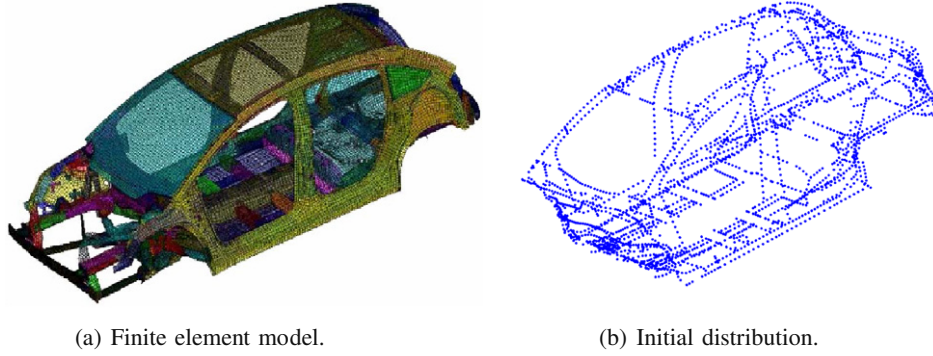 (a) Finite element model.
(b) Initial distribution.